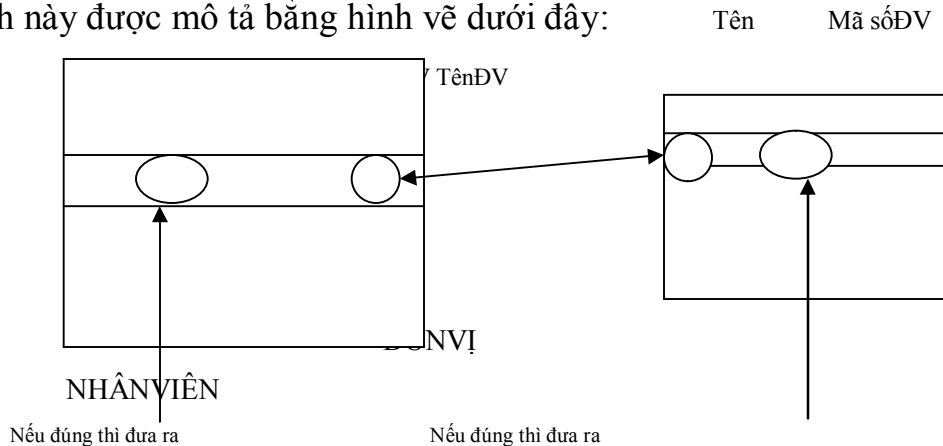 này được mô tả bằng hình vẽ dưới đây: Tên Mã sốĐV
TênĐV
NVỊ
NHÂNVIÊN
Nếu đúng thì đưa ra Nếu đúng thì đưa ra